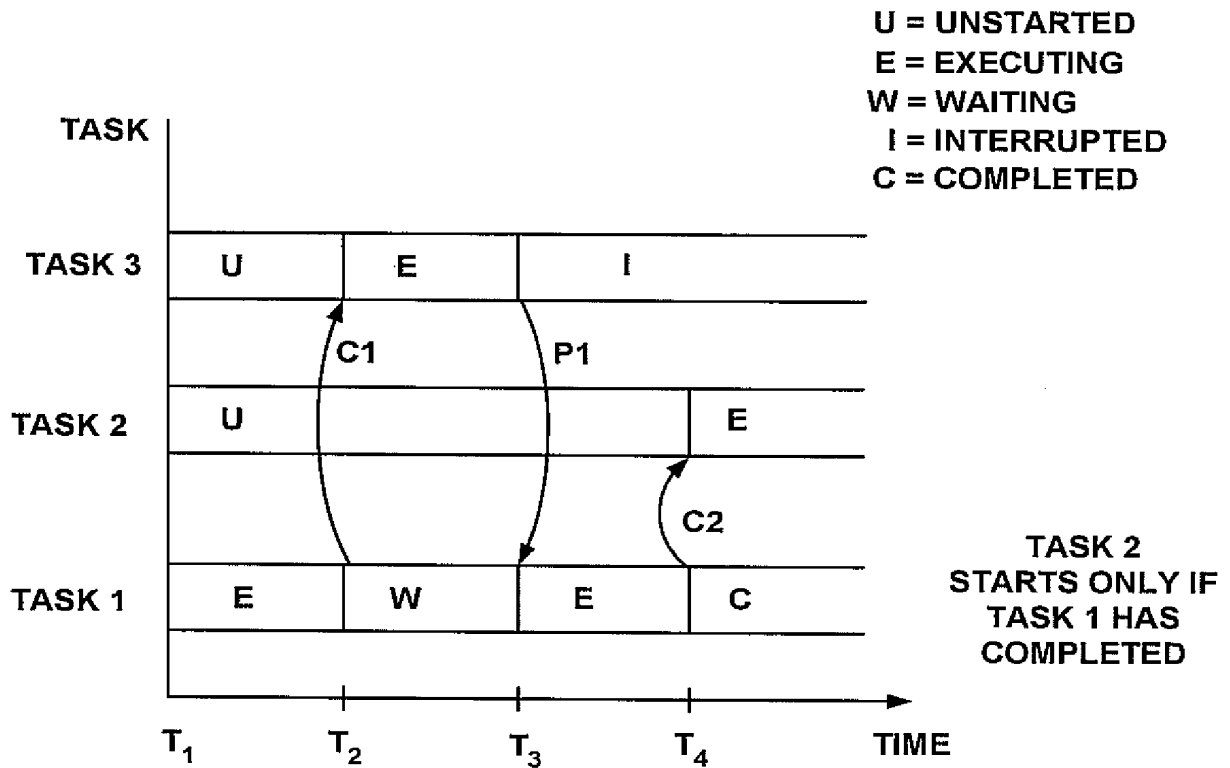 U = UNSTARTED
E = EXECUTING
W = WAITING
I = INTERRUPTED
C = COMPLETED
TASK
TASK 3 U E I
C1 P1
TASK 2 U E
C2
TASK 1 E W E C
TASK 2
STARTS ONLY IF
TASK 1 HAS
COMPLETED
T1 T2 T3 T4 TIME